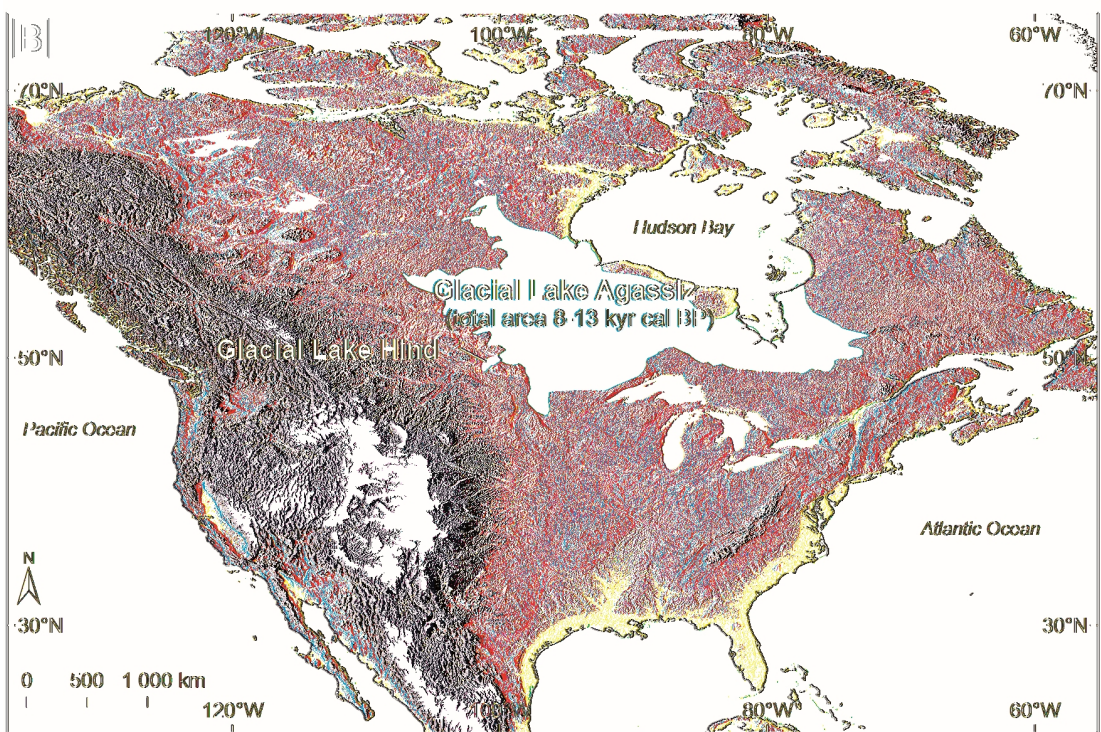 B
120°W 100°W 80°W 60°W
70°N 70°N
Hudson Bay
Glacial Lake Agassiz
(total area 8-13 kyr cal BP)
Glacial Lake Hind
50°N 50°N
Pacific Ocean
Atlantic Ocean
N
30°N 30°N
0 500 1 000 km
120°W 100°W 80°W 60°W